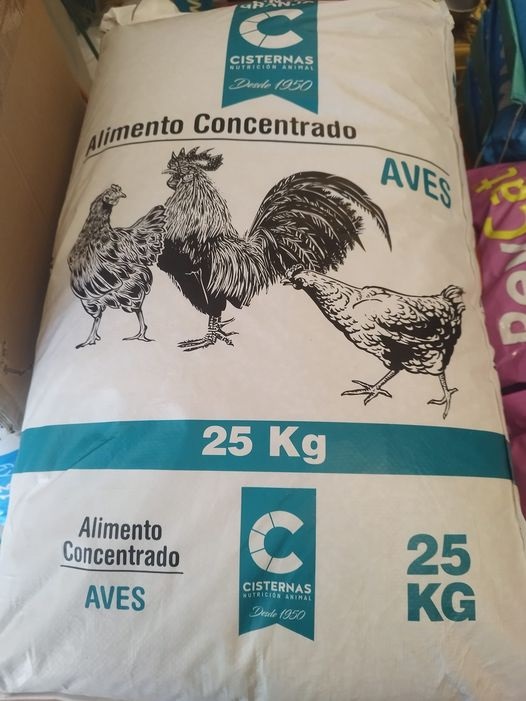 CISTERNAS
NUTRICIÓN ANIMAL
Desde 1950
Alimento Concentrado
AVES
25 Kg
Alimento
Concentrado
AVES
CISTERNAS
NUTRICIÓN ANIMAL
Desde 1950
25
KG